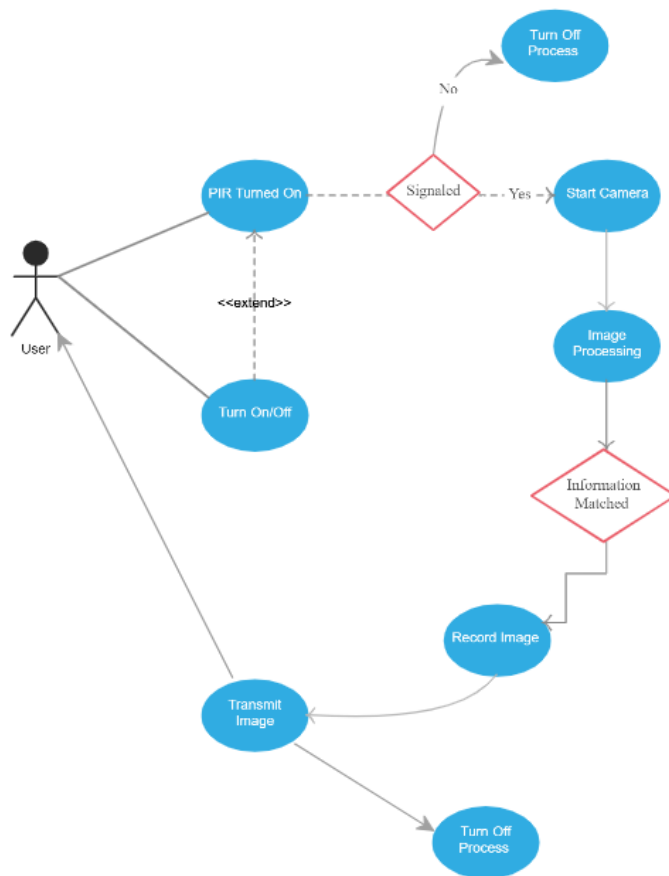 Turn Off
Process
No
PIR Turned On
Signaled
Yes
Start Camera
<<extend>>
User
Image
Processing
Turn On/Off
Information
Matched
Record Image
Transmit
Image
Turn Off
Process